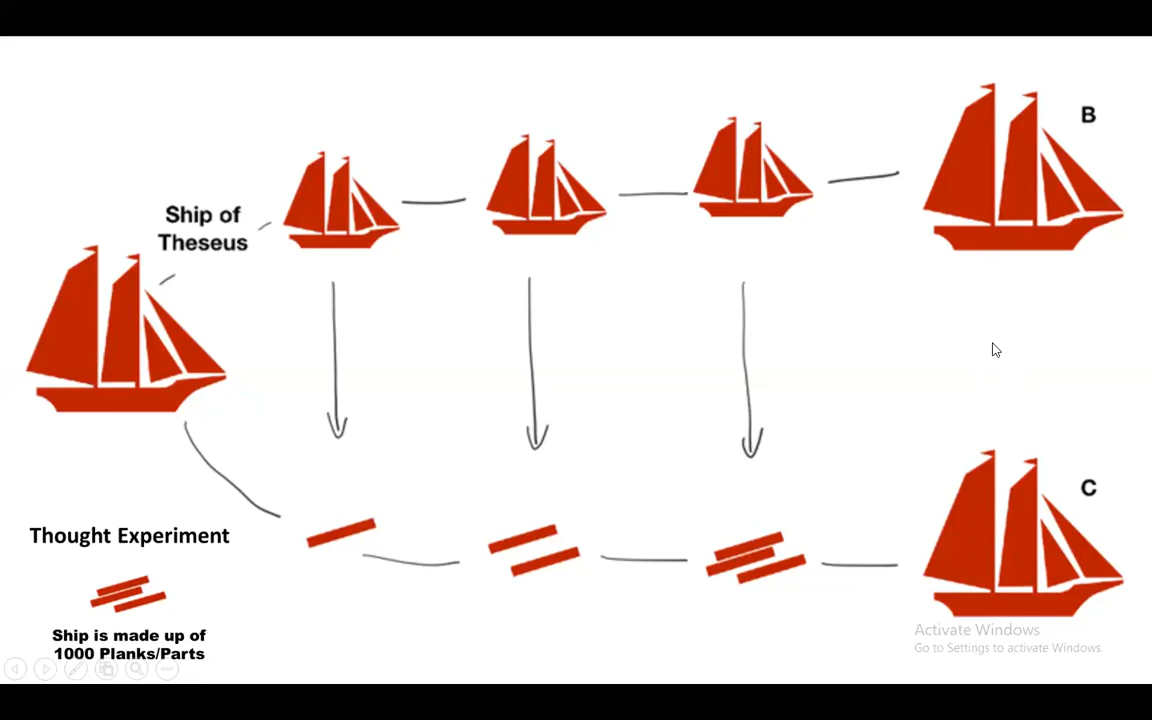 B
Ship of
Theseus
C
Thought Experiment
Ship is made up of
1000 Planks/Parts
Activate Windows
Go to Settings to activate Windows.